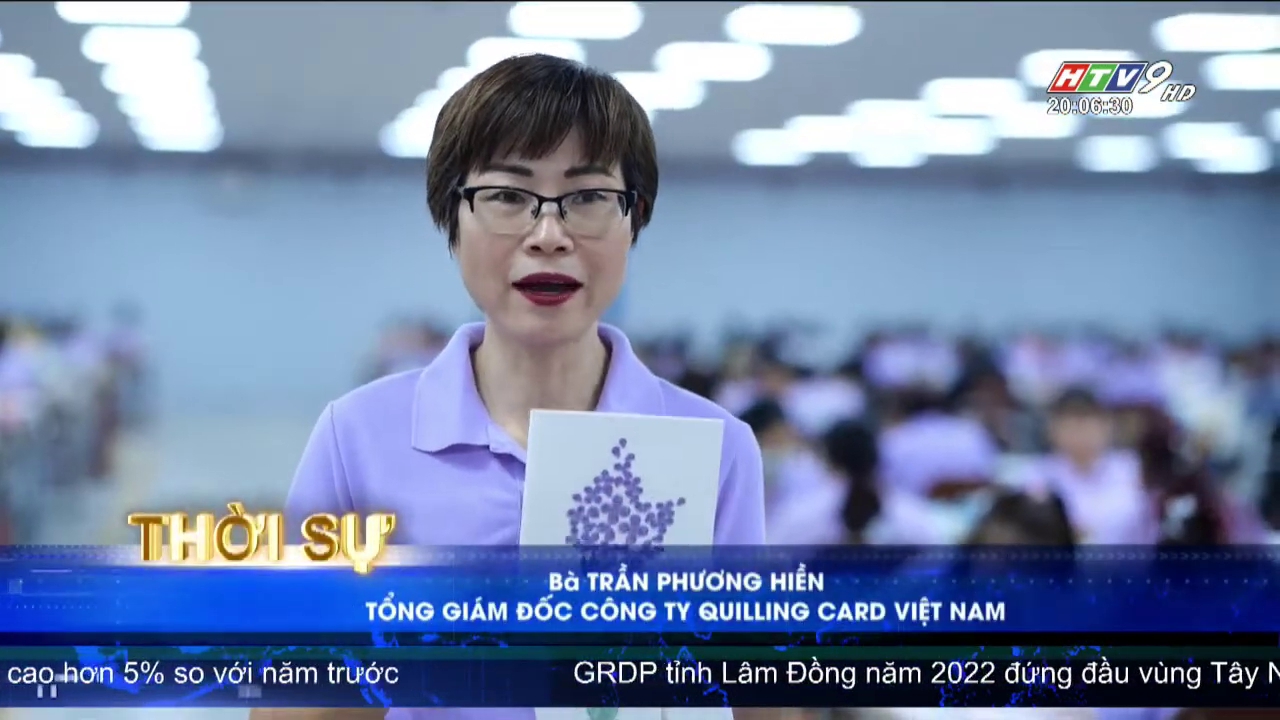 HTV9 HD
20:06:30
THỜI SỰ
Bà TRẦN PHƯƠNG HIỀN
TỔNG GIÁM ĐỐC CÔNG TY QUILLING CARD VIỆT NAM
cao hơn 5% so với năm trước GRDP tỉnh Lâm Đồng năm 2022 đứng đầu vùng Tây N